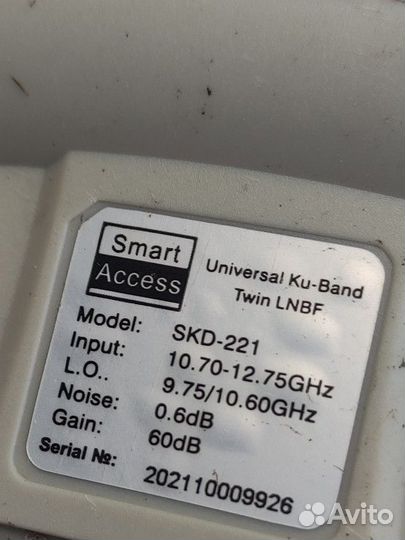 Smart
Access
Universal Ku-Band
Twin LNBF
Model: SKD-221
Input: 10.70-12.75GHz
L.O.. 9.75/10.60GHz
Noise: 0.6dB
Gain: 60dB
Serial №: 202110009926
Avito